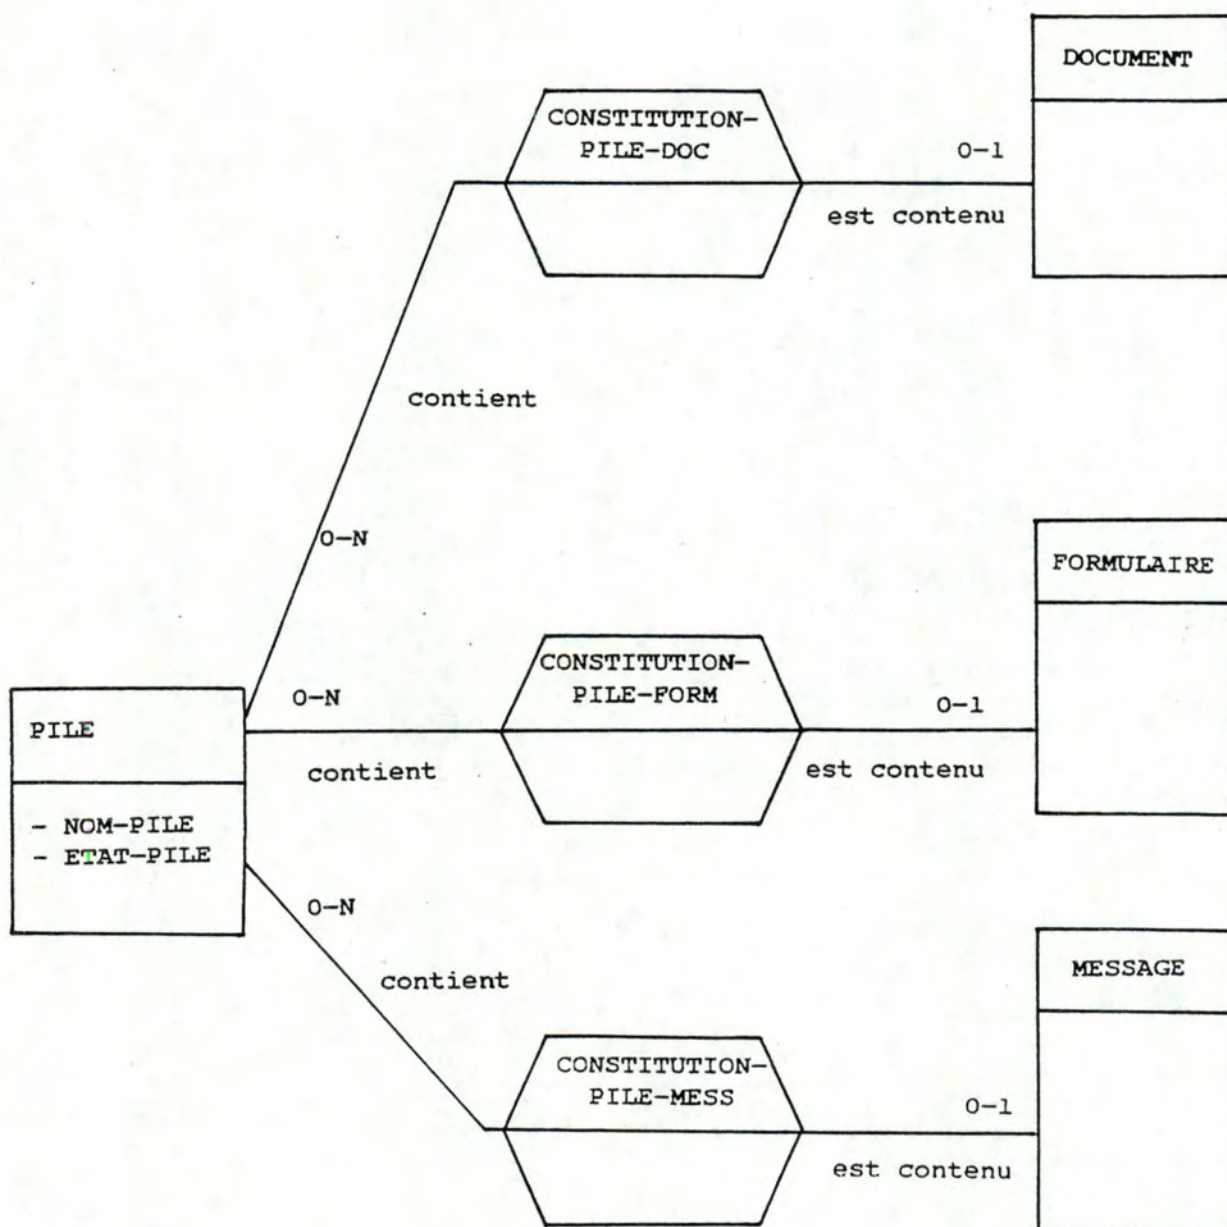 DOCUMENT
CONSTITUTION-
PILE-DOC
0-1
est contenu
contient
0-N
FORMULAIRE
CONSTITUTION-
PILE-FORM
0-N
0-1
PILE
contient
est contenu
- NOM-PILE
- ETAT-PILE
0-N
contient
MESSAGE
CONSTITUTION-
PILE-MESS
0-1
est contenu